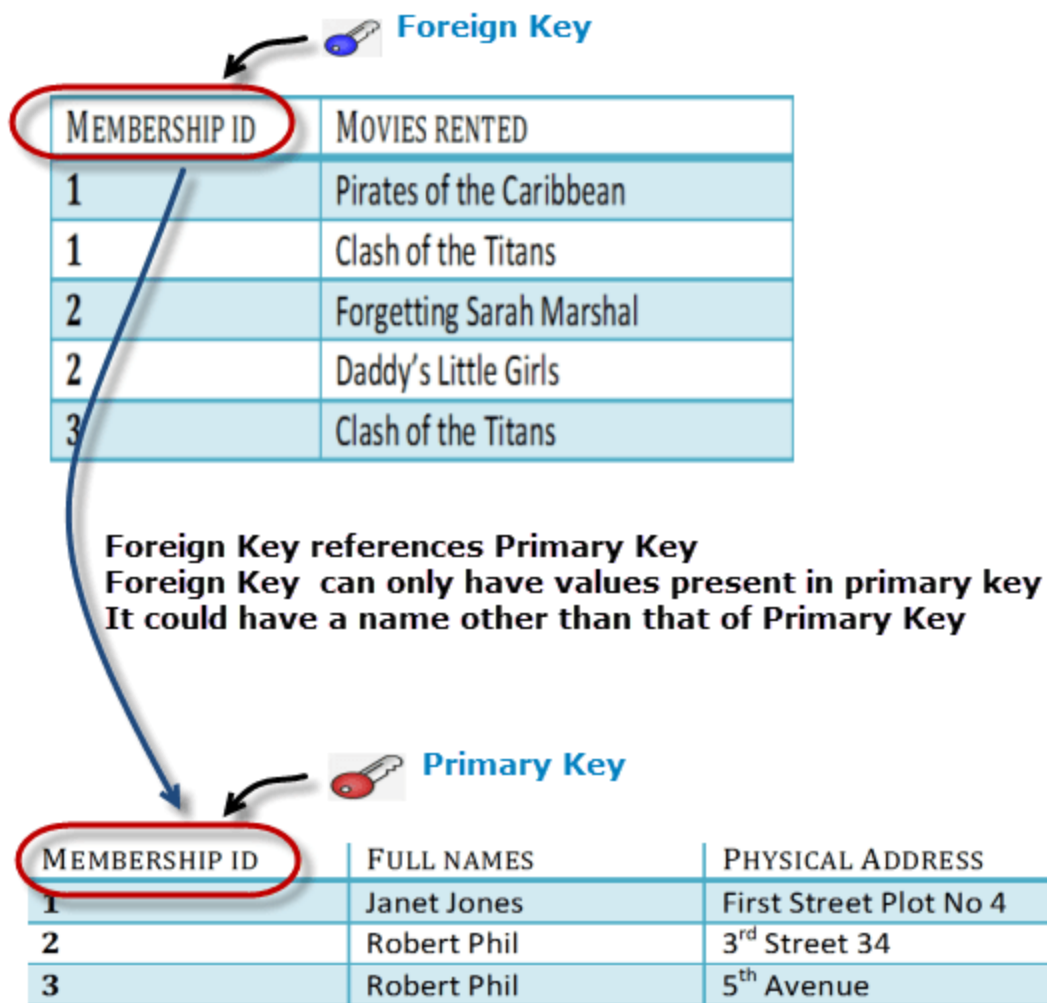 Foreign Key
MEMBERSHIP ID MOVIES RENTED
1 Pirates of the Caribbean
1 Clash of the Titans
2 Forgetting Sarah Marshal
2 Daddy's Little Girls
3 Clash of the Titans
Foreign Key references Primary Key
Foreign Key can only have values present in primary key
It could have a name other than that of Primary Key
Primary Key
MEMBERSHIP ID FULL NAMES PHYSICAL ADDRESS
1 Janet Jones First Street Plot No 4
2 Robert Phil 3rd Street 34
3 Robert Phil 5th Avenue